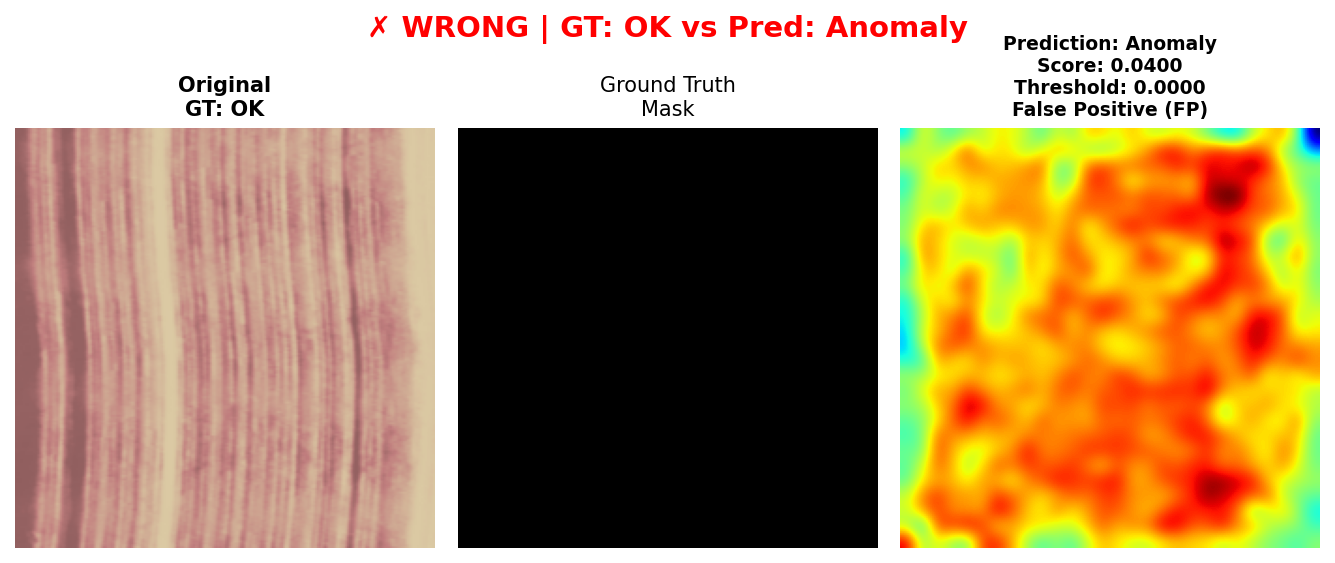 ✗ WRONG | GT: OK vs Pred: Anomaly
Original
GT: OK
Ground Truth
Mask
Prediction: Anomaly
Score: 0.0400
Threshold: 0.0000
False Positive (FP)